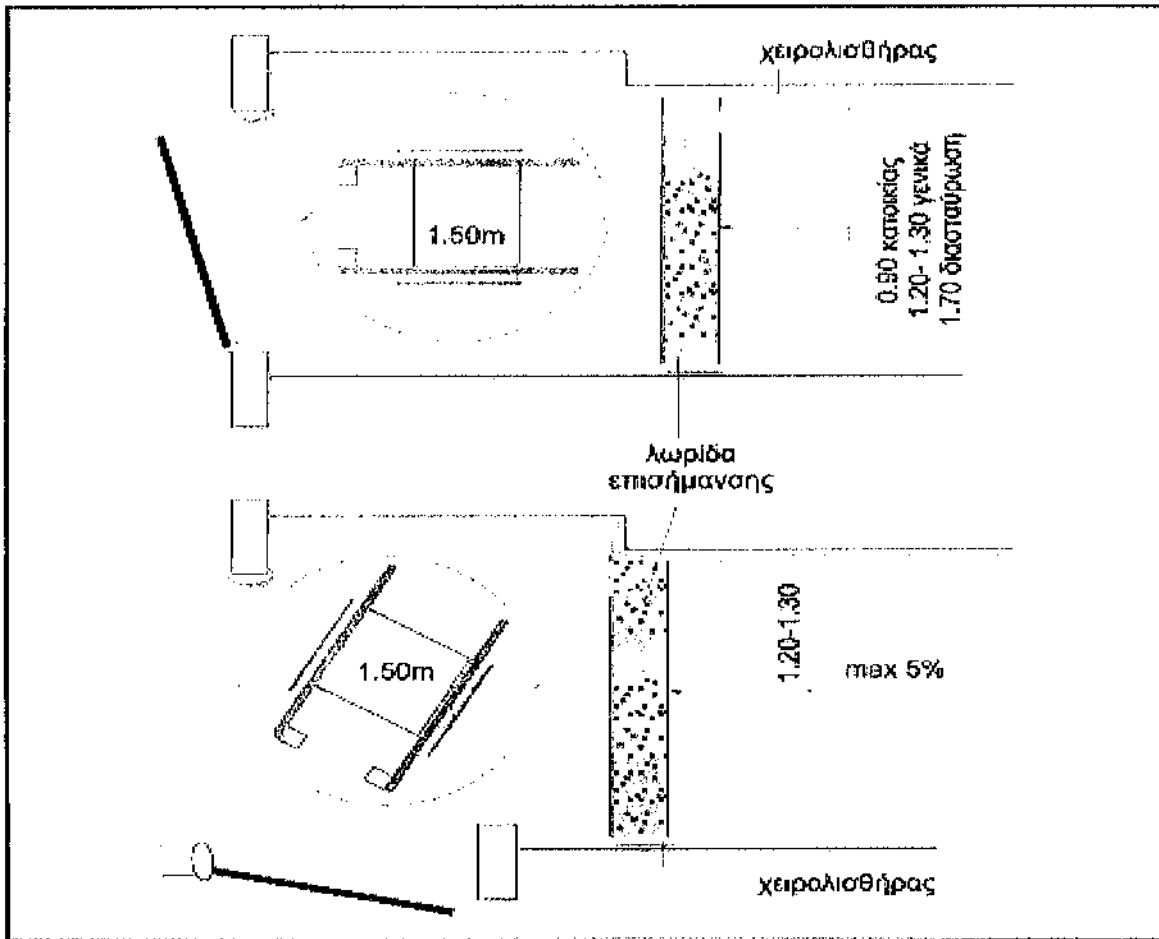 χειρολισθήρας
1.50m
0.90 κατοικίας
1.20- 1.30 γενικά
1.70 διασταύρωση
λωρίδα
επισήμανσης
1.50m
1.20-1.30
max 5%
χειρολισθήρας